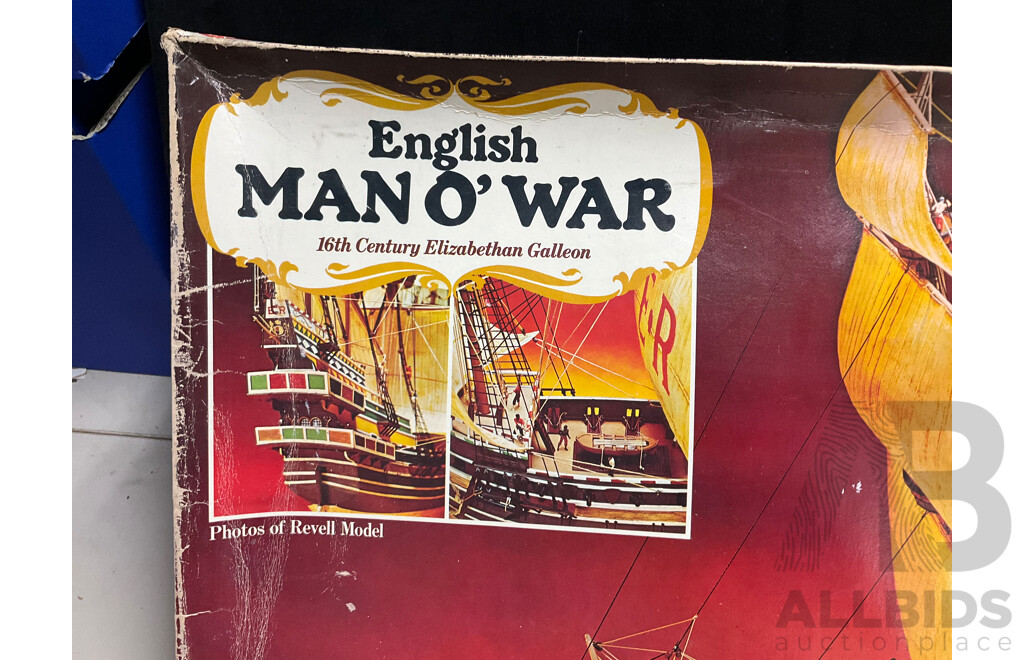 English
MAN O' WAR
16th Century Elizabethan Galleon
E R
R
Photos of Revell Model
B
ALLBIDS
auctionplace